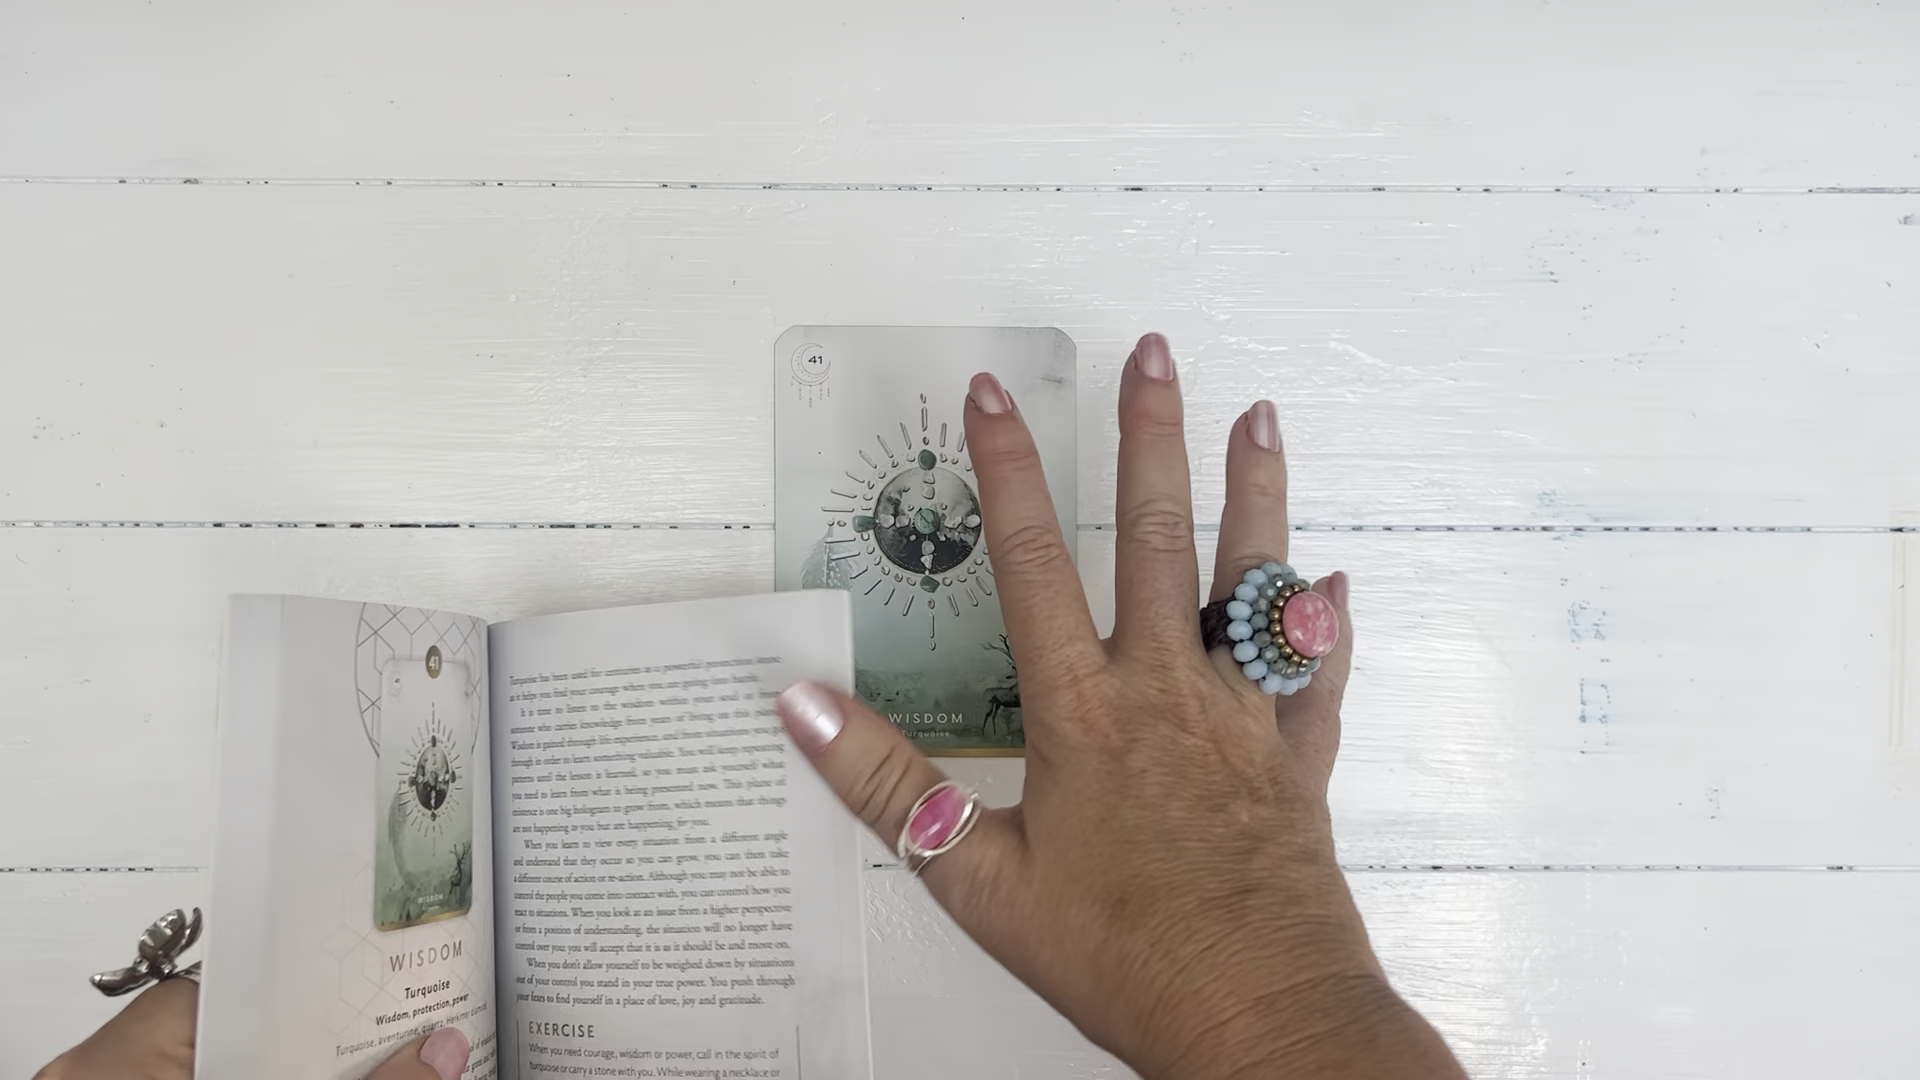 41
WISDOM
Turquoise
41
WISDOM
Turquoise
Wisdom, protection, power
Turquoise, aventurine, quartz, Herkimer diamond
WISDOM
Turquoise has been used for centuries as a powerful protection stone
as it helps you find your courage when you are going into battle.
It is time to listen to the wisdom within your soul or from
someone who carries knowledge from years of living on this
Wisdom is gained through life experiences and from situations you
through in order to learn something valuable. You will keep repeating
patterns until the lesson is learned, so you must ask yourself what
you need to learn from what is being presented now. This plane of
existence is one big hologram to grow from, which means that things
are not happening to you but are happening for you.
When you learn to view every situation from a different angle
and understand that they occur so you can grow, you can then take
a different course of action or re-action. Although you may not be able to
control the people you come into contact with, you can control how you
react to situations. When you look at an issue from a higher perspective
or from a position of understanding, the situation will no longer have
control over you; you will accept that it is as it should be and move on.
When you don't allow yourself to be weighed down by situations
out of your control you stand in your true power. You push through
your fears to find yourself in a place of love, joy and gratitude.
EXERCISE
When you need courage, wisdom or power, call in the spirit of
turquoise or carry a stone with you. While wearing a necklace or